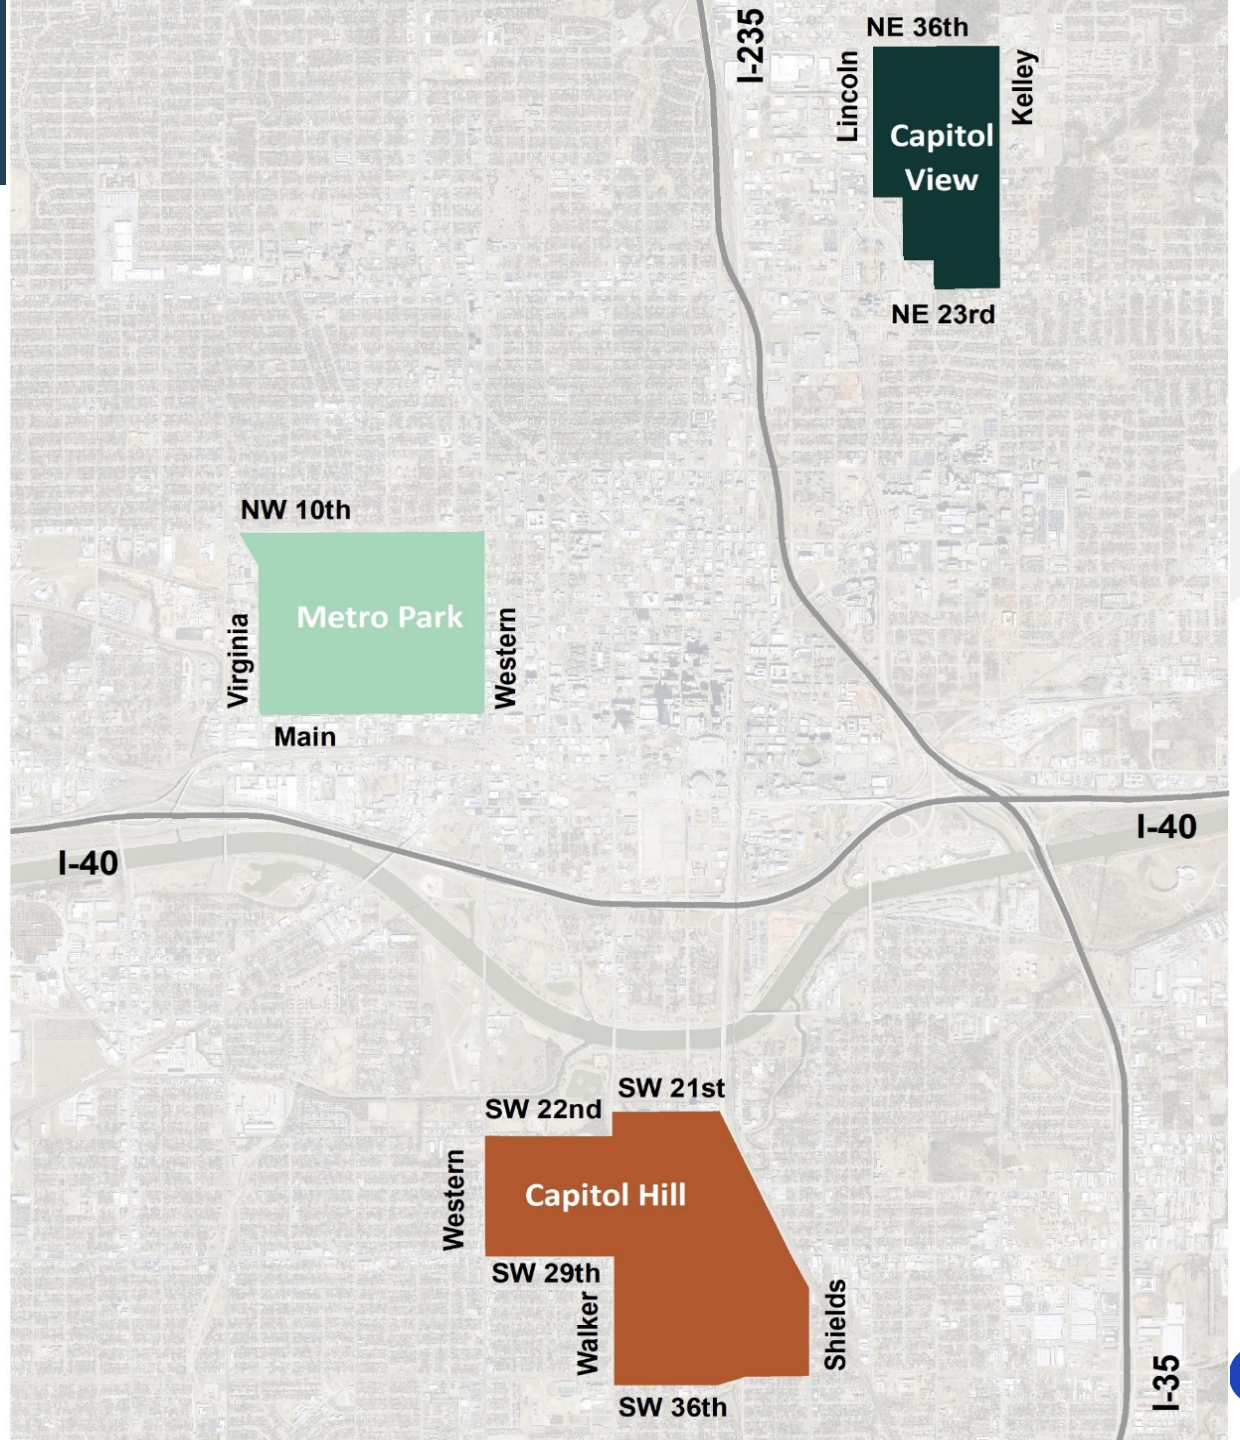 I-235
NE 36th
Lincoln
Kelley
Capitol
View
NE 23rd
NW 10th
Metro Park
Virginia
Western
Main
I-40
I-40
SW 21st
SW 22nd
Western
Capitol Hill
SW 29th
Walker
Shields
SW 36th
I-35